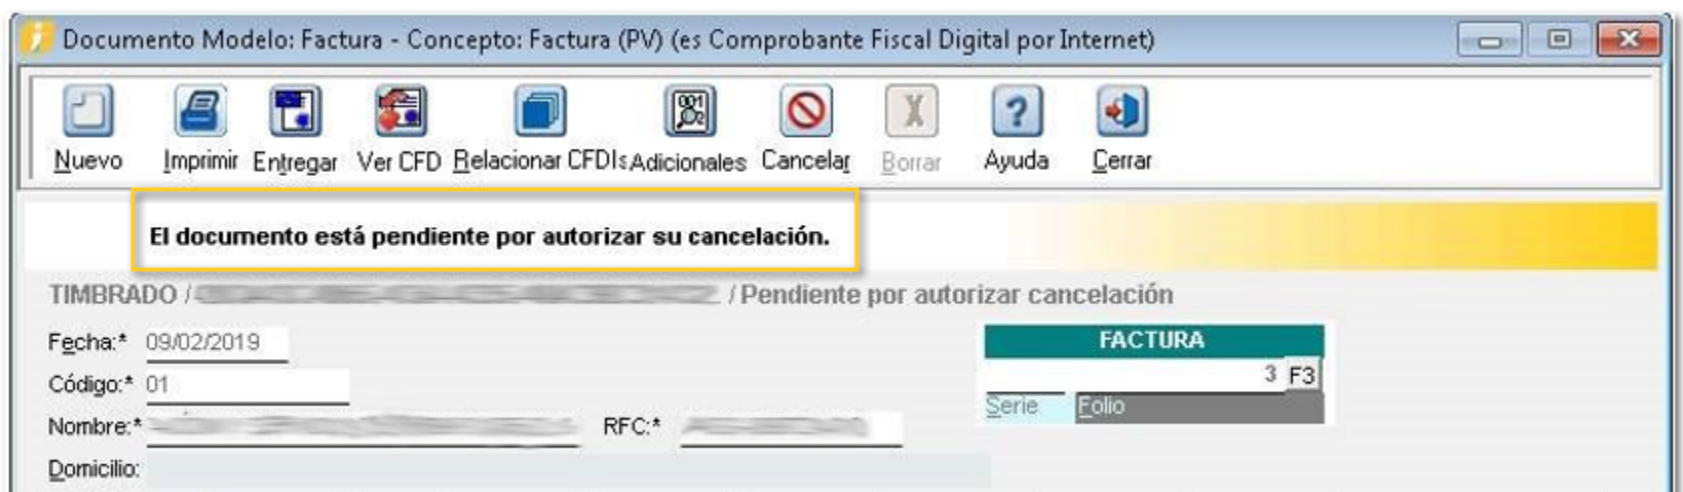 Documento Modelo: Factura - Concepto: Factura (PV) (es Comprobante Fiscal Digital por Internet)
Nuevo Imprimir Entregar Ver CFD Relacionar CFDIs Adicionales Cancelar Borrar Ayuda Cerrar
El documento está pendiente por autorizar su cancelación.
TIMBRADO / / Pendiente por autorizar cancelación
Fecha:* 09/02/2019
FACTURA
Código:* 01
3 F3
Serie Folio
Nombre:* RFC:*
Domicilio: